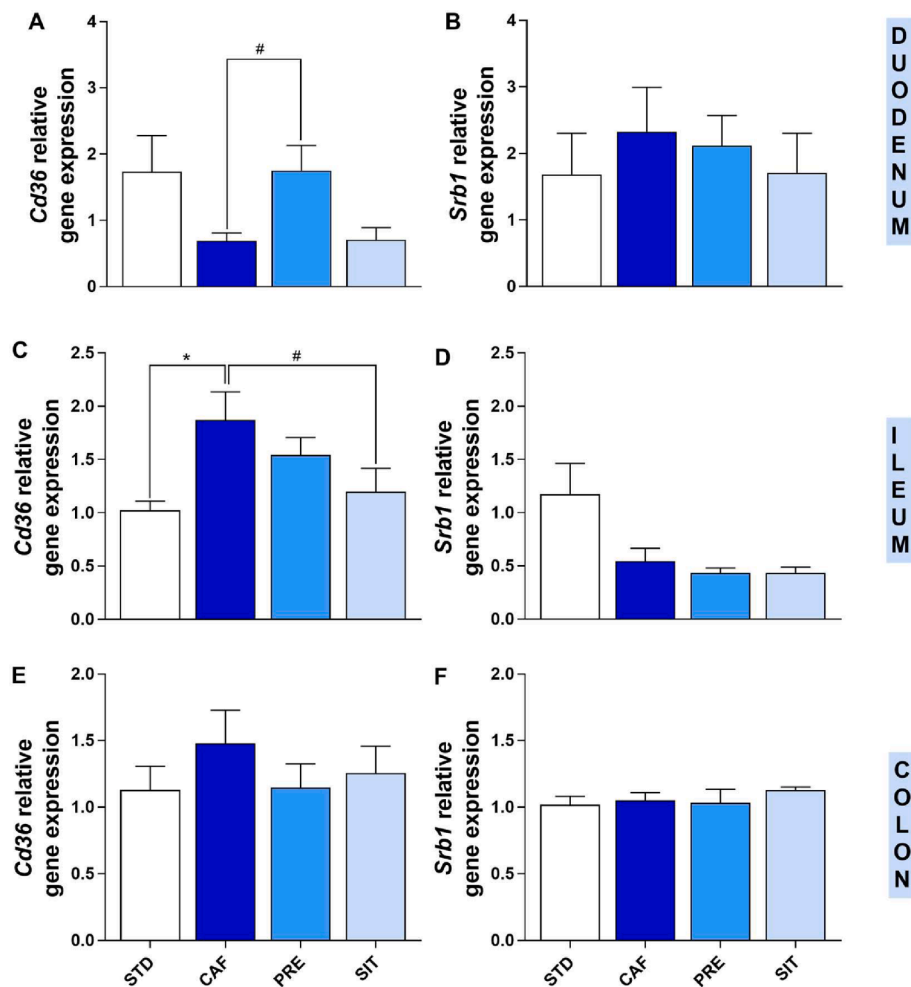 A
Cd36 relative
gene expression
4
3
2
1
0
#
B
Srb1 relative
gene expression
4
3
2
1
0
DUODENUM
C
Cd36 relative
gene expression
2.5
2.0
1.5
1.0
0.5
0.0
*
#
D
Srb1 relative
gene expression
2.5
2.0
1.5
1.0
0.5
0.0
ILEUM
E
Cd36 relative
gene expression
2.0
1.5
1.0
0.5
0.0
STD
CAF
PRE
SIT
F
Srb1 relative
gene expression
2.0
1.5
1.0
0.5
0.0
STD
CAF
PRE
SIT
COLON